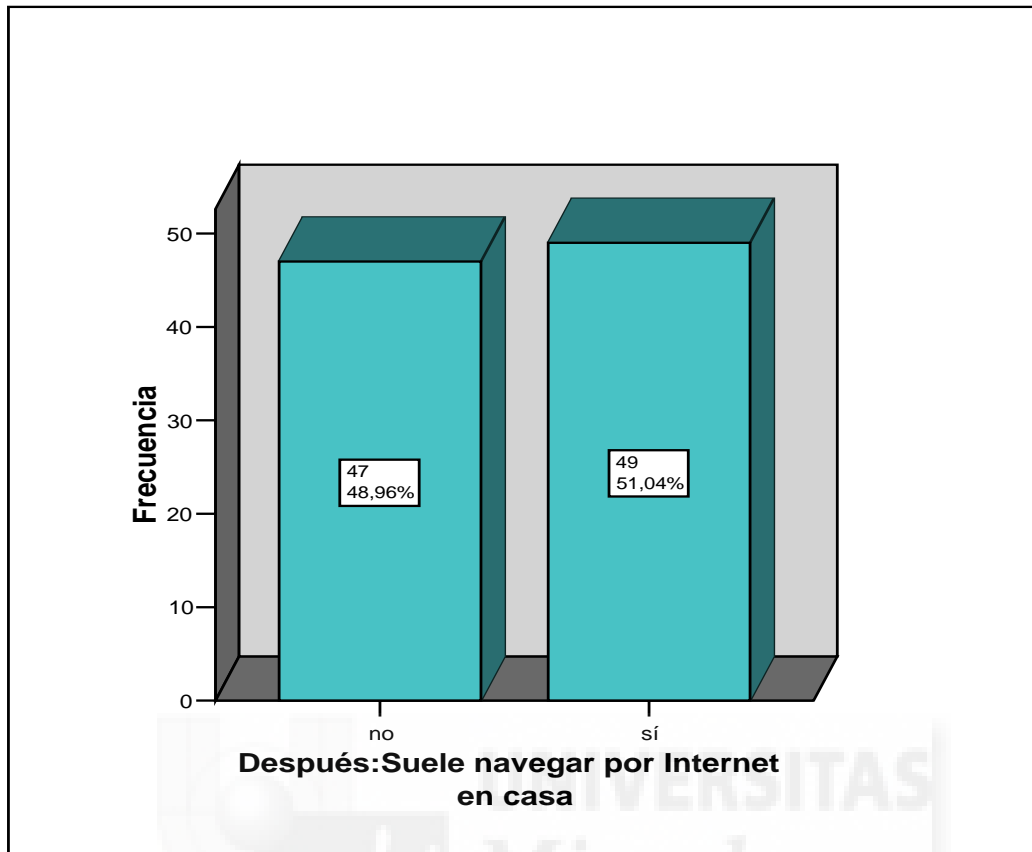 50
40
30
20
10
0
Frecuencia
47
48,96%
49
51,04%
no
sí
Después:Suele navegar por Internet
en casa
UNIVERSITAS